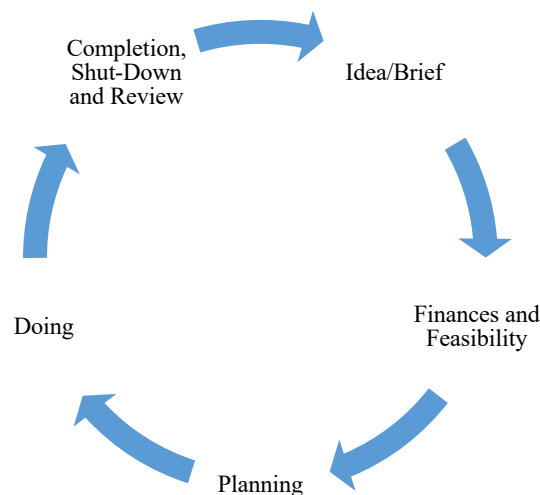 Completion,
Shut-Down
and Review
Idea/Brief
Finances and
Feasibility
Doing
Planning